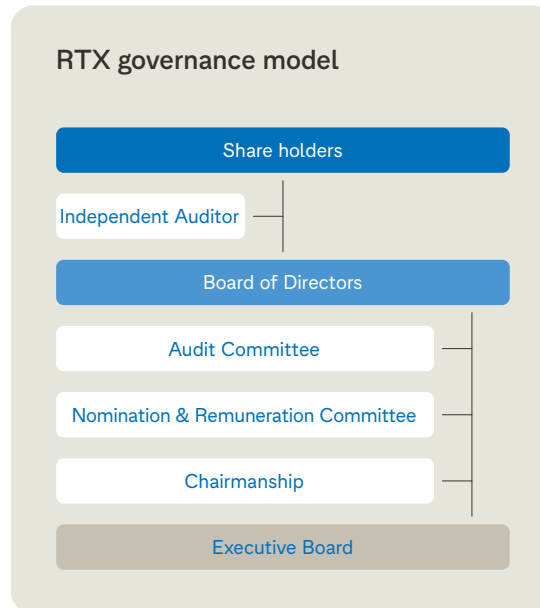 RTX governance model
Share holders
Independent Auditor
Board of Directors
Audit Committee
Nomination & Remuneration Committee
Chairmanship
Executive Board